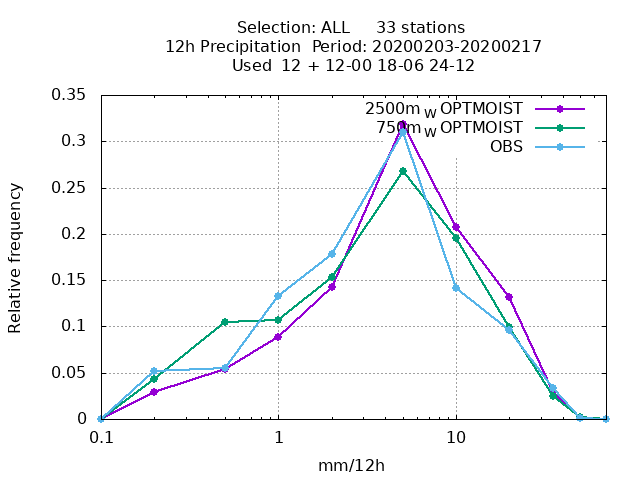 Selection: ALL 33 stations
12h Precipitation Period: 20200203-20200217
Used 12 + 12-00 18-06 24-12
0.35
0.3
0.25
0.2
0.15
0.1
0.05
0
2500m W OPTMOIST
750m W OPTMOIST
OBS
Relative frequency
0.1 1 10
mm/12h